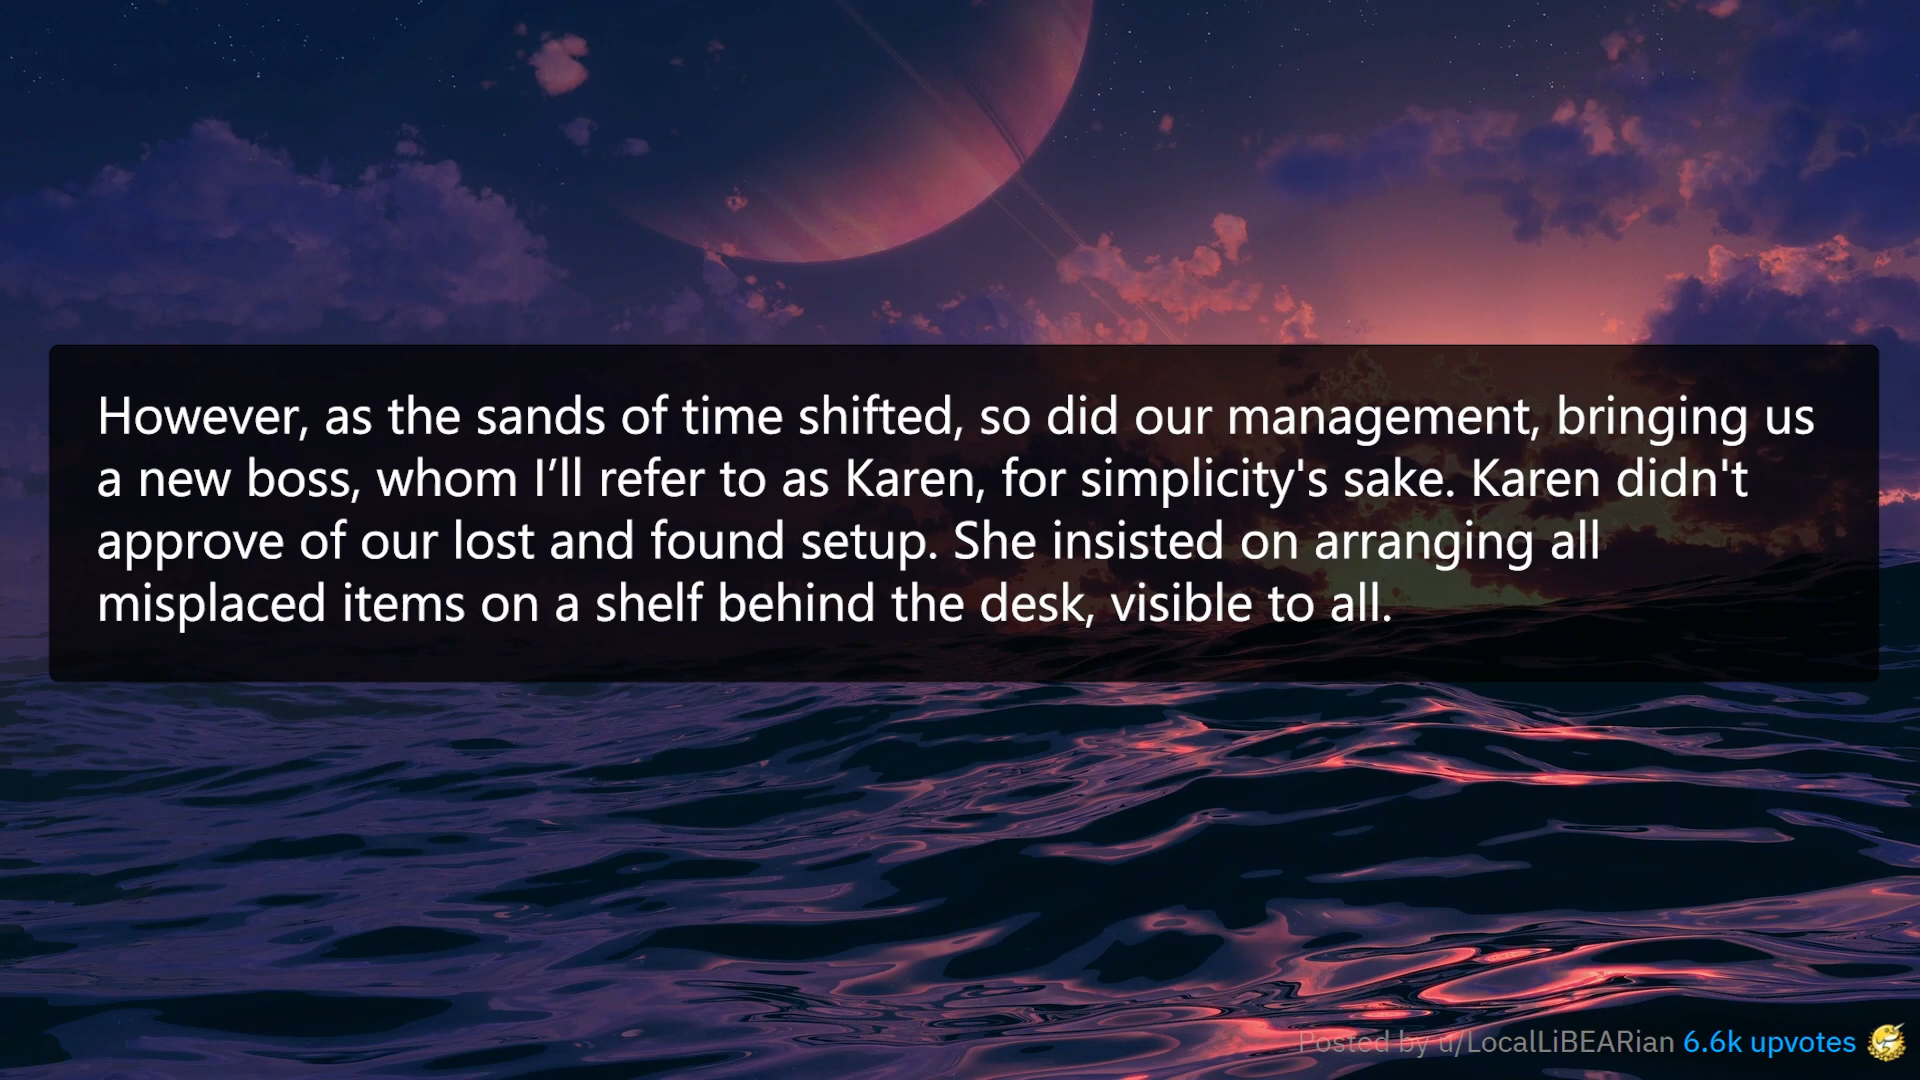 However, as the sands of time shifted, so did our management, bringing us
a new boss, whom I’ll refer to as Karen, for simplicity's sake. Karen didn't
approve of our lost and found setup. She insisted on arranging all
misplaced items on a shelf behind the desk, visible to all.
Posted by u/LocalLiBEARian 6.6k upvotes